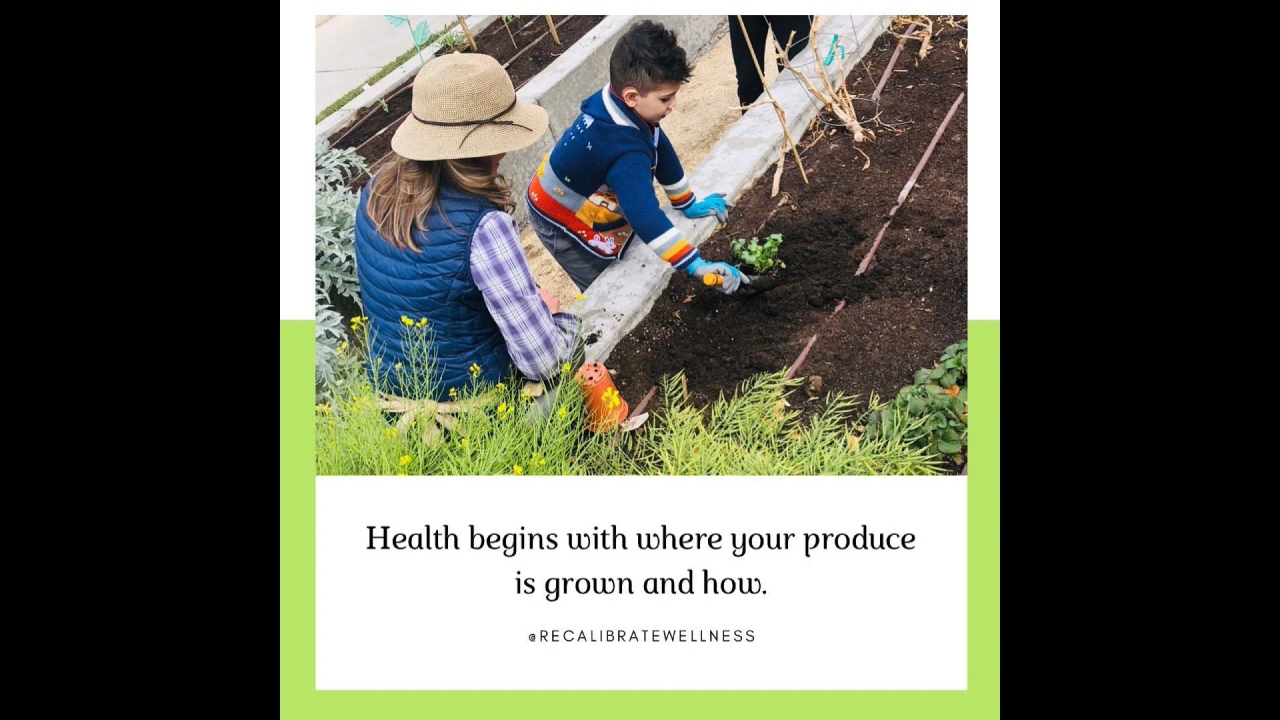 Health begins with where your produce
is grown and how.
@RECALIBRATEWELLNESS